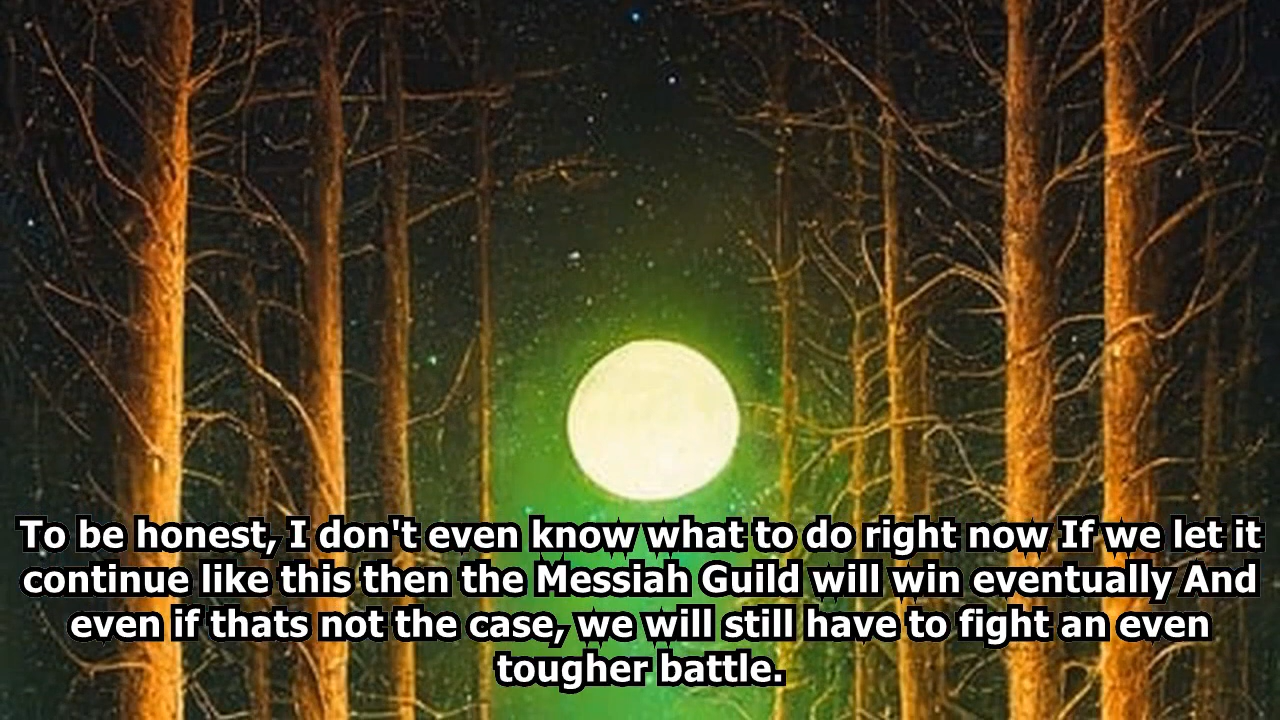 To be honest, I don't even know what to do right now If we let it
continue like this then the Messiah Guild will win eventually And
even if thats not the case, we will still have to fight an even
tougher battle.